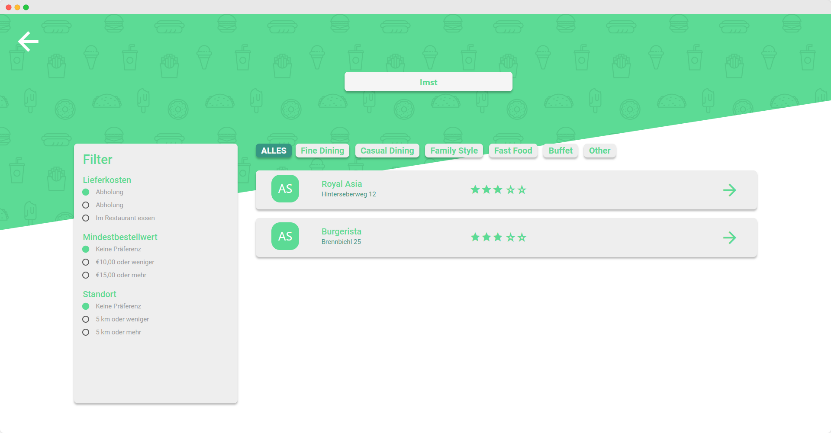 Imst
Filter
Lieferkosten
Abholung
Abholung
Im Restaurant essen
Mindestbestellwert
Keine Präferenz
€10,00 oder weniger
€15,00 oder mehr
Standort
Keine Präferenz
5 km oder weniger
5 km oder mehr
ALLES Fine Dining Casual Dining Family Style Fast Food Buffet Other
AS
Royal Asia
Hinterseberweg 12
AS
Burgerista
Brennbichl 25